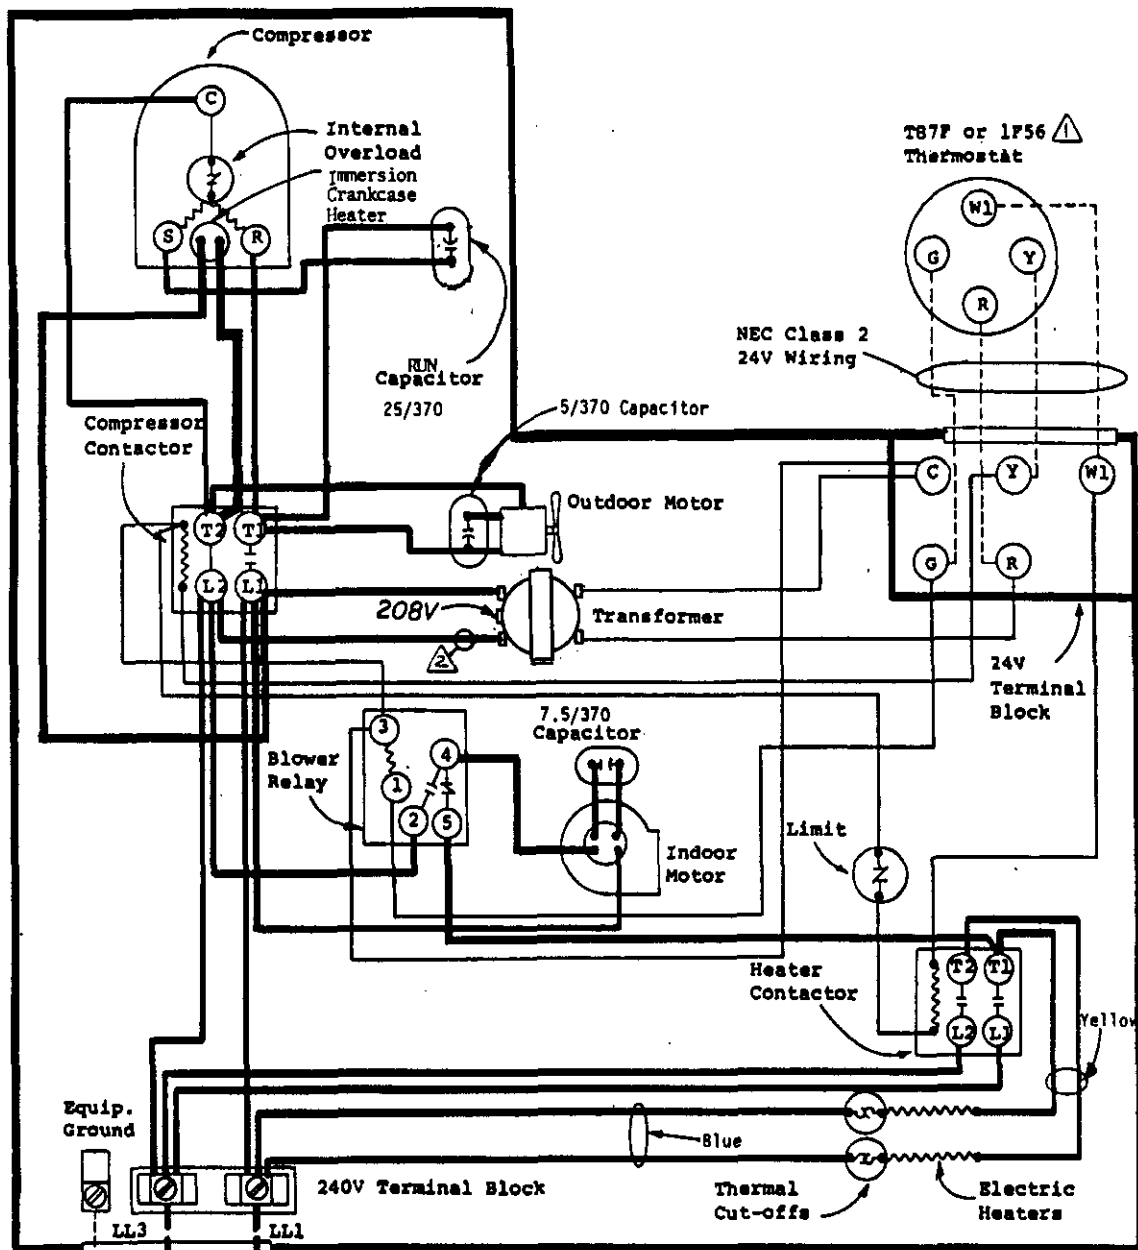 Compressor
C
Internal
Overload
Immersion
Crankcase
Heater
S
R
T87F or 1F56 1
Thermostat
W1
G
Y
R
NEC Class 2
24V Wiring
RUN
Capacitor
25/370
5/370 Capacitor
Compressor
Contactor
C
Y
W1
Outdoor Motor
T2
T1
G
R
L2
L1
208V
Transformer
2
24V
Terminal
Block
7.5/370
Capacitor
3
4
Blower
Relay
1
2
5
Limit
Indoor
Motor
Heater
Contactor
T2
T1
L2
L1
Yellow
Equip.
Ground
Blue
240V Terminal Block
Thermal
Cut-offs
Electric
Heaters
LL3
LL1